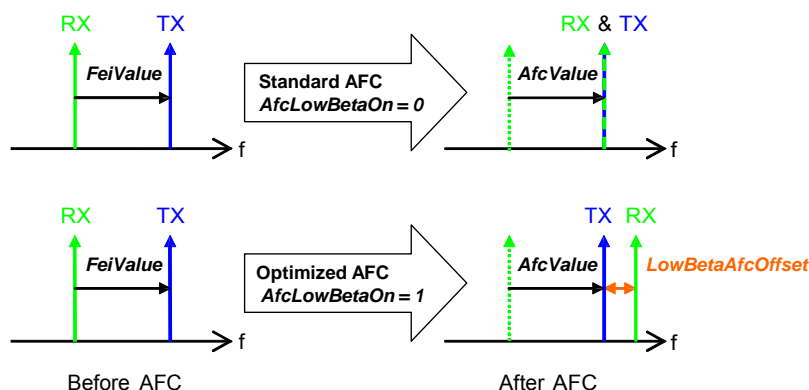 RX TX
FeiValue
Standard AFC
AfcLowBetaOn = 0
RX & TX
AfcValue
f
f
RX TX
FeiValue
Optimized AFC
AfcLowBetaOn = 1
TX RX
AfcValue
LowBetaAfcOffset
f
f
Before AFC
After AFC